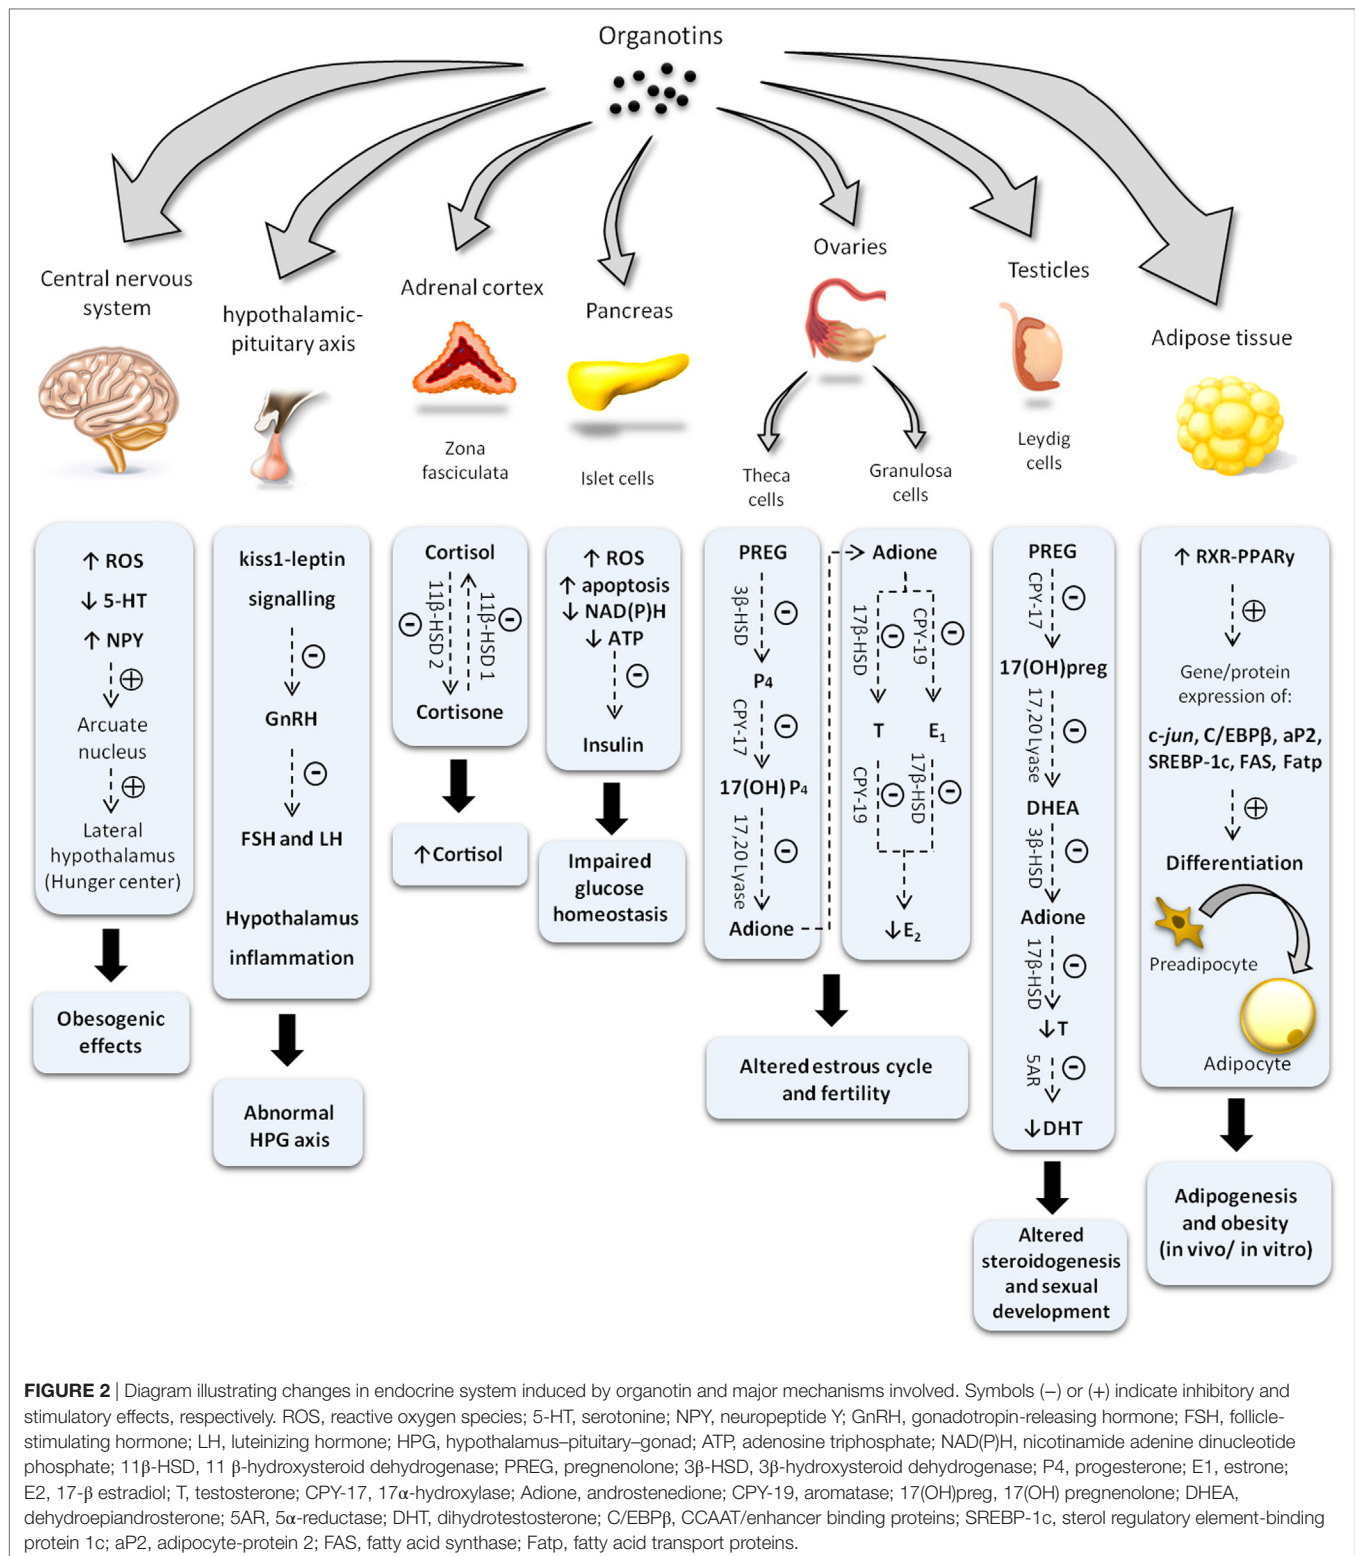 Organotins
Central nervous
system
hypothalamic-
pituitary axis
Adrenal cortex
Zona
fasciculata
Pancreas
Islet cells
Ovaries
Theca
cells
Granulosa
cells
Testicles
Leydig
cells
Adipose tissue
↑ ROS
↓ 5-HT
↑ NPY
+
Arcuate
nucleus
+
Lateral
hypothalamus
(Hunger center)
Obesogenic
effects
kiss1-leptin
signalling
-
GnRH
-
FSH and LH
Hypothalamus
inflammation
Abnormal
HPG axis
Cortisol
- 11β-HSD 2
11β-HSD 1 -
Cortisone
↑Cortisol
↑ ROS
↑ apoptosis
↓ NAD(P)H
↓ ATP
-
Insulin
Impaired
glucose
homeostasis
PREG
3β-HSD -
P4
CPY-17 -
17(OH) P4
17,20 Lyase -
Adione
Adione
17β-HSD - CPY-19 -
T E1
CPY-19 - 17β-HSD -
↓E2
Altered estrous cycle
and fertility
PREG
CPY-17 -
17(OH)preg
17,20 Lyase -
DHEA
3β-HSD -
Adione
17β-HSD -
↓T
5AR -
↓DHT
Altered
steroidogenesis
and sexual
development
↑ RXR-PPARγ
+
Gene/protein
expression of:
c-jun, C/EBPβ, aP2,
SREBP-1c, FAS, Fatp
+
Differentiation
Preadipocyte
Adipocyte
Adipogenesis
and obesity
(in vivo/ in vitro)
FIGURE 2 | Diagram illustrating changes in endocrine system induced by organotin and major mechanisms involved. Symbols (−) or (+) indicate inhibitory and
stimulatory effects, respectively. ROS, reactive oxygen species; 5-HT, serotonine; NPY, neuropeptide Y; GnRH, gonadotropin-releasing hormone; FSH, follicle-
stimulating hormone; LH, luteinizing hormone; HPG, hypothalamus–pituitary–gonad; ATP, adenosine triphosphate; NAD(P)H, nicotinamide adenine dinucleotide
phosphate; 11β-HSD, 11 β-hydroxysteroid dehydrogenase; PREG, pregnenolone; 3β-HSD, 3β-hydroxysteroid dehydrogenase; P4, progesterone; E1, estrone;
E2, 17-β estradiol; T, testosterone; CPY-17, 17α-hydroxylase; Adione, androstenedione; CPY-19, aromatase; 17(OH)preg, 17(OH) pregnenolone; DHEA,
dehydroepiandrosterone; 5AR, 5α-reductase; DHT, dihydrotestosterone; C/EBPβ, CCAAT/enhancer binding proteins; SREBP-1c, sterol regulatory element-binding
protein 1c; aP2, adipocyte-protein 2; FAS, fatty acid synthase; Fatp, fatty acid transport proteins.